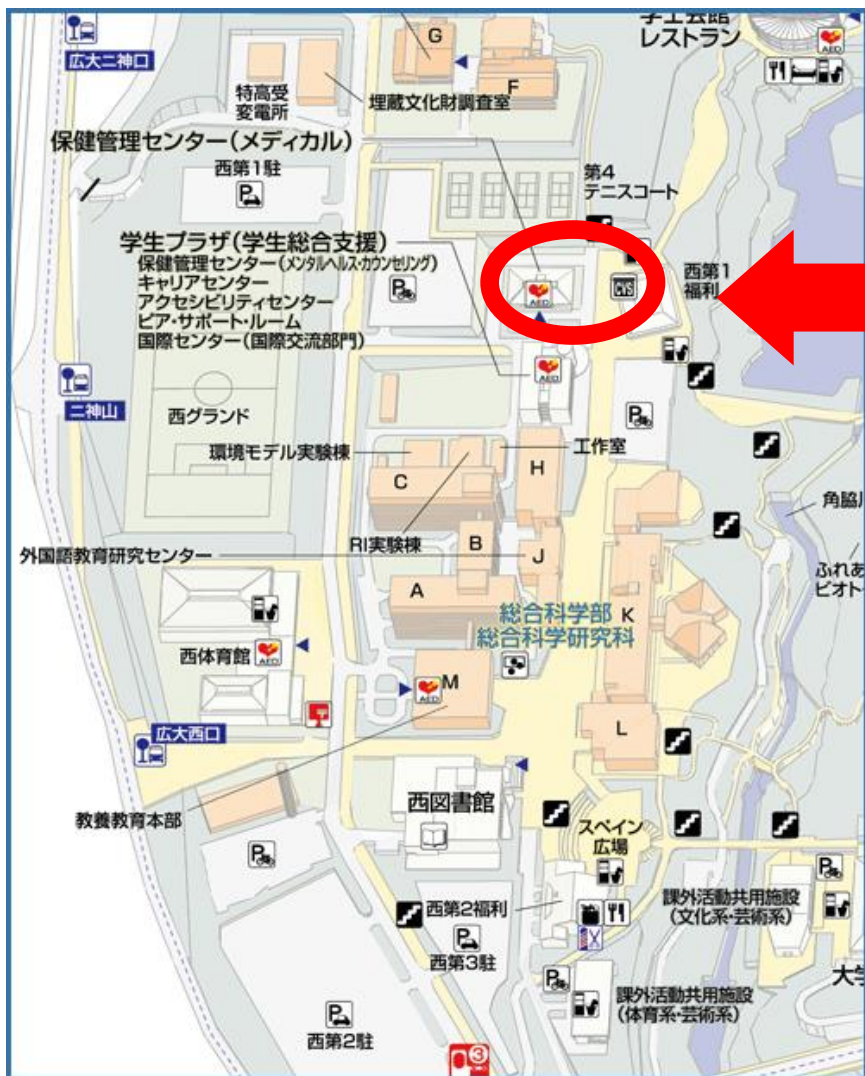 学士会館
レストラン
AED
広大二神口
G
F
特高受
変電所
埋蔵文化財調査室
保健管理センター(メディカル)
西第1駐
P
第4
テニスコート
学生プラザ(学生総合支援)
保健管理センター(メンタルヘルス・カウンセリング)
キャリアセンター
アクセシビリティセンター
ピア・サポート・ルーム
国際センター(国際交流部門)
P
AED
CVS
西第1
福利
AED
二神山
西グランド
P
環境モデル実験棟
工作室
C
H
角脇川
RI実験棟
B
J
外国語教育研究センター
ふれあ
ビオト
A
K
総合科学部
総合科学研究科
西体育館
AED
M
AED
L
広大西口
西図書館
教養教育本部
スペイン
広場
P
P
西第2福利
課外活動共用施設
(文化系・芸術系)
P
西第3駐
大学
P
課外活動共用施設
(体育系・芸術系)
P
西第2駐
3